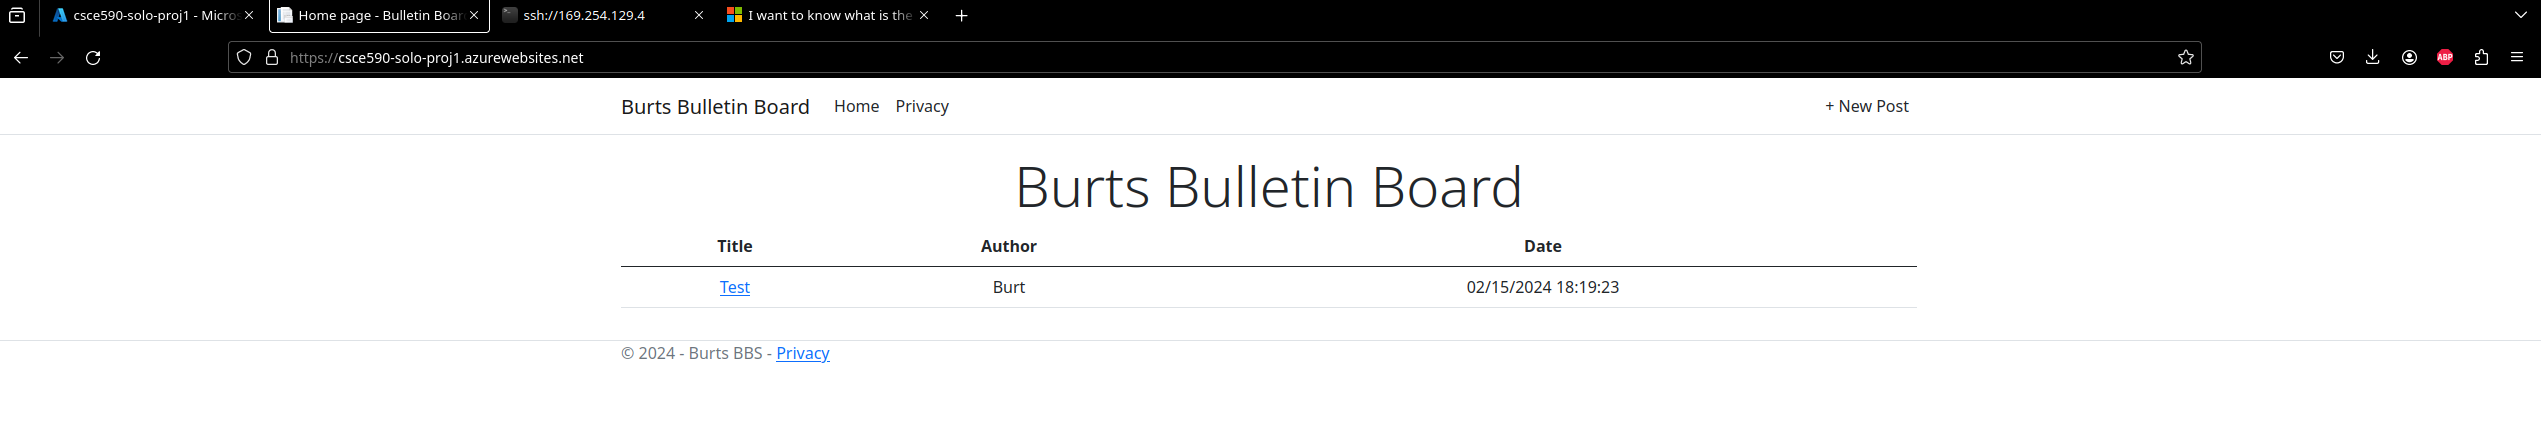 csce590-solo-proj1 - Micros
Home page - Bulletin Boar
ssh://169.254.129.4
I want to know what is the
https://csce590-solo-proj1.azurewebsites.net
ABP
Burts Bulletin Board Home Privacy + New Post
Burts Bulletin Board
Title Author Date
Test Burt 02/15/2024 18:19:23
© 2024 - Burts BBS - Privacy